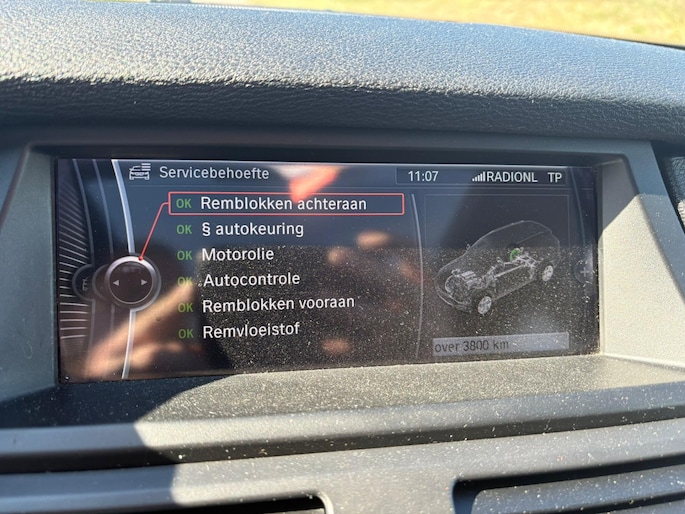 Servicebehoefte
11:07
RADIONL TP
OK Remblokken achteraan
OK § autokeuring
OK Motorolie
OK Autocontrole
OK Remblokken vooraan
OK Remvloeistof
over 3800 km